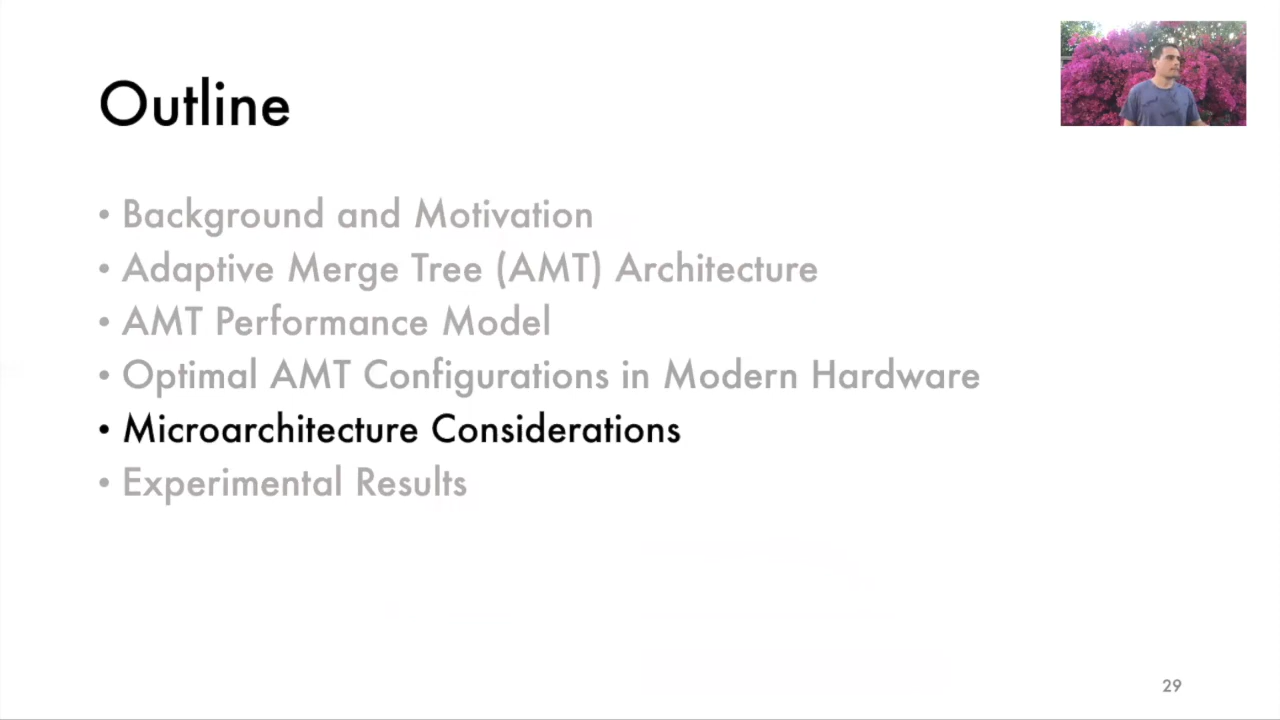 Outline
• Background and Motivation
• Adaptive Merge Tree (AMT) Architecture
• AMT Performance Model
• Optimal AMT Configurations in Modern Hardware
• Microarchitecture Considerations
• Experimental Results
29